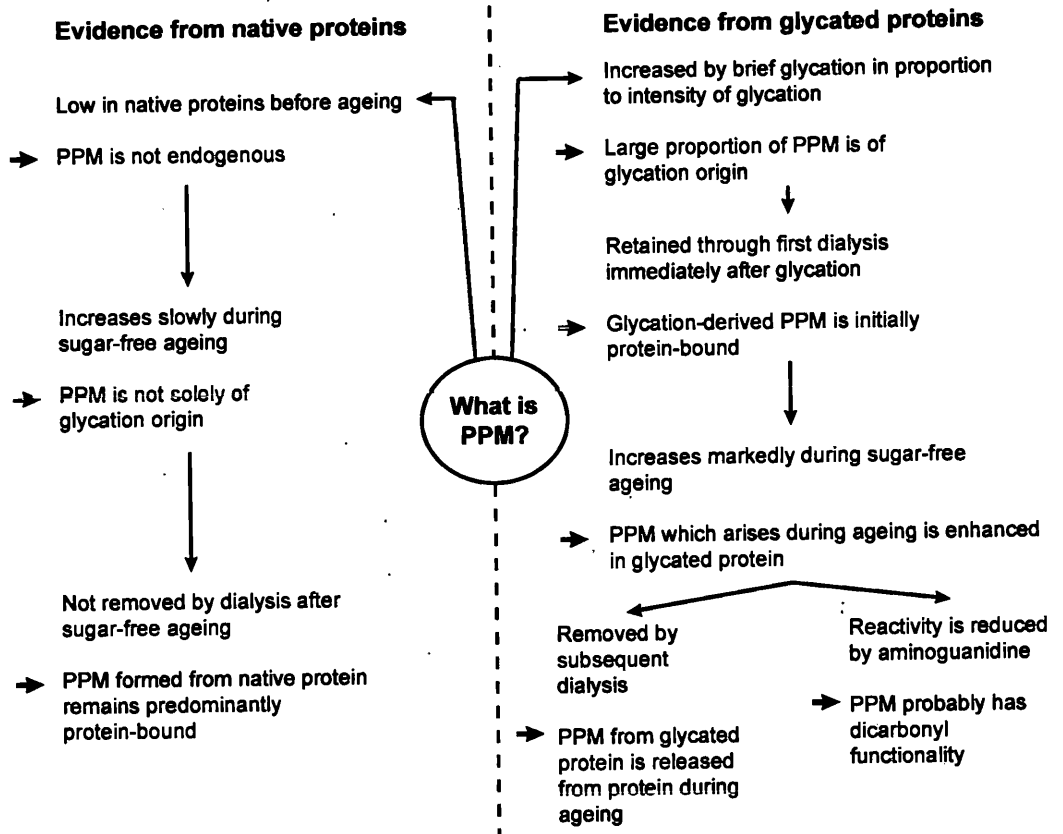 Evidence from native proteins
Low in native proteins before ageing
PPM is not endogenous
Increases slowly during
sugar-free ageing
PPM is not solely of
glycation origin
Not removed by dialysis after
sugar-free ageing
PPM formed from native protein
remains predominantly
protein-bound
What is
PPM?
Evidence from glycated proteins
Increased by brief glycation in proportion
to intensity of glycation
Large proportion of PPM is of
glycation origin
Retained through first dialysis
immediately after glycation
Glycation-derived PPM is initially
protein-bound
Increases markedly during sugar-free
ageing
PPM which arises during ageing is enhanced
in glycated protein
Removed by
subsequent
dialysis
PPM from glycated
protein is released
from protein during
ageing
Reactivity is reduced
by aminoguanidine
PPM probably has
dicarbonyl
functionality